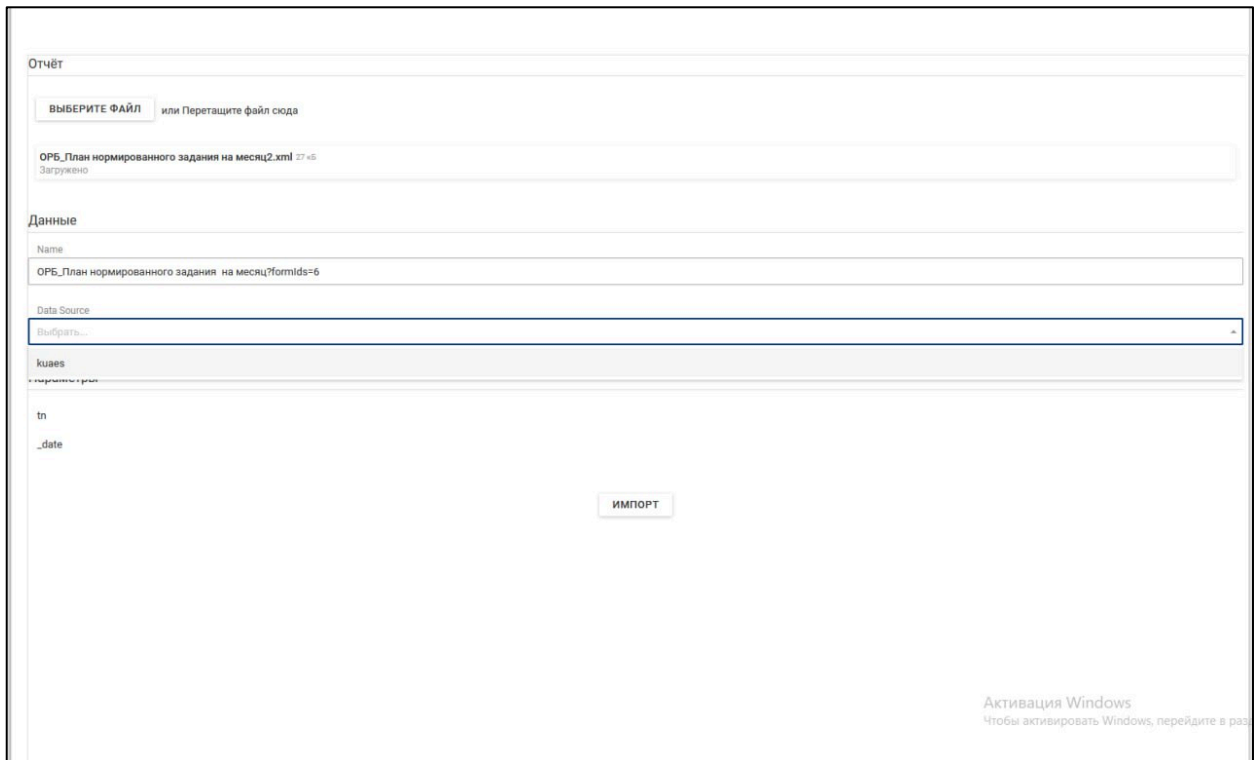 Отчёт
ВЫБЕРИТЕ ФАЙЛ или Перетащите файл сюда
ОРБ_План нормированного задания на месяц2.xml 27 кБ
Загружено
Данные
Name
ОРБ_План нормированного задания на месяц?formIds=6
Data Source
Выбрать...
kuaes
Параметры
tn
_date
ИМПОРТ
Активация Windows
Чтобы активировать Windows, перейдите в раз